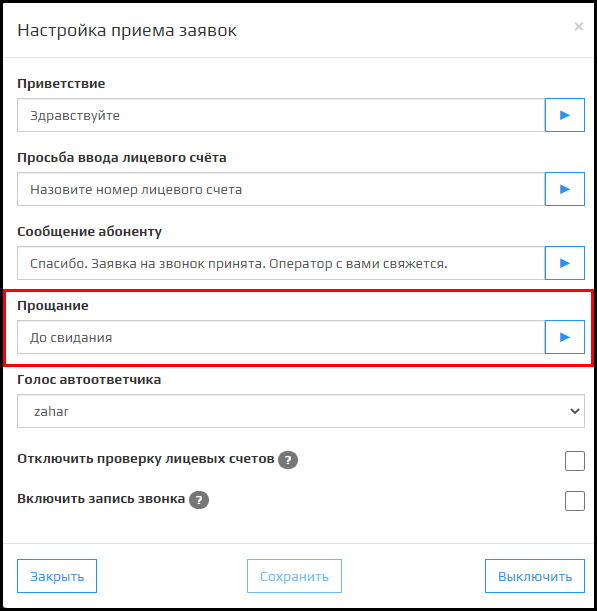 Настройка приема заявок ×
Приветствие
Здравствуйте
Просьба ввода лицевого счёта
Назовите номер лицевого счета
Сообщение абоненту
Спасибо. Заявка на звонок принята. Оператор с вами свяжется.
Прощание
До свидания
Голос автоответчика
zahar
Отключить проверку лицевых счетов ?
Включить запись звонка ?
Закрыть Сохранить Выключить